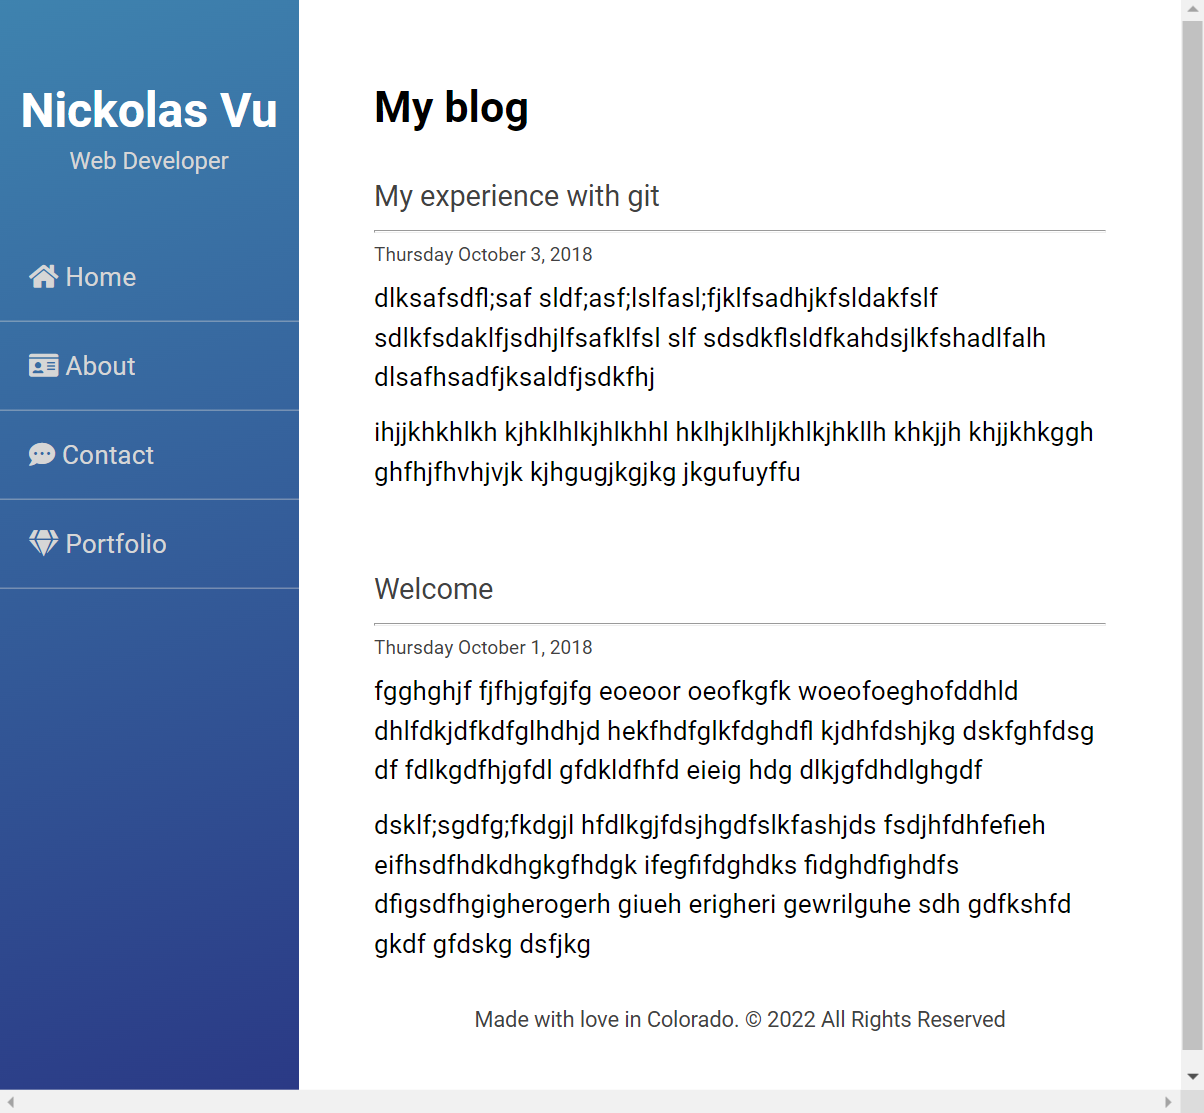 Nickolas Vu
Web Developer
Home
About
Contact
Portfolio
My blog
My experience with git
Thursday October 3, 2018
dlksafsdfl;saf sldf;asf;lslfasl;fjklfsadhjkfsldakfslf
sdlkfsdaklfjsdhjlfsafklfsl slf sdsdkflsldfkahdsjlkfshadlfalh
dlsafhsadfjksaldfjsdkfhj
ihjjkhkhlkh kjhklhlkjhlkhhl hklhjklhljkhlkjhkllh khkjjh khjjkhkggh
ghfhjfhvhjvjk kjhgugjkgjkg jkgufuyffu
Welcome
Thursday October 1, 2018
fgghghjf fjfhjgfgjfg eoeoor oeofkgfk woeofoeghofddhld
dhlfdkjdfkdfglhdhjd hekfhdfglkfdghdfl kjdhfdshjkg dskfghfdsg
df fdlkgdfhjgfdl gfdkldfhfd eieig hdg dlkjgfdhdlghgdf
dsklf;sgdfg;fkdgjl hfdlkgjfdsjhgdfslkfashjds fsdjhfdhfefieh
eifhsdfhdkdhgkgfhdgk ifegfifdghdks fidghdfighdfs
dfigsdfhgigherogerh giueh erigheri gewrilguhe sdh gdfkshfd
gkdf gfdskg dsfjkg
Made with love in Colorado. © 2022 All Rights Reserved